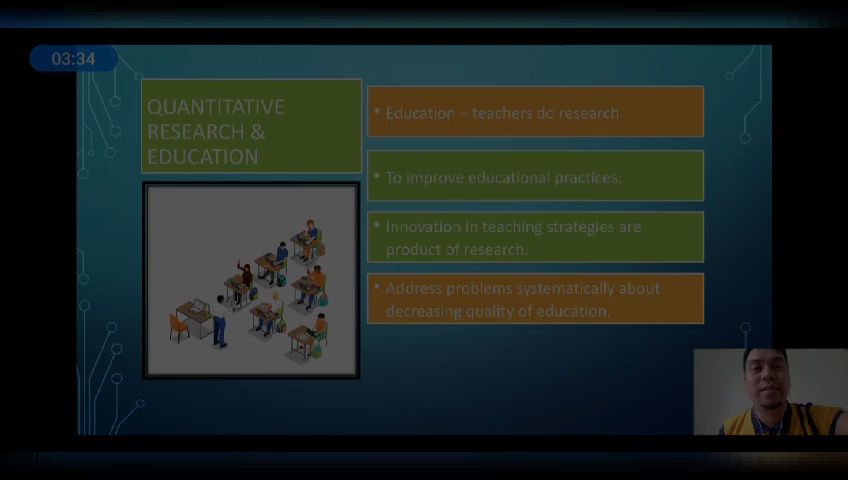 03:34
QUANTITATIVE
RESEARCH &
EDUCATION
• Education – teachers do research
• To improve educational practices.
• Innovation in teaching strategies are
product of research.
• Address problems systematically about
decreasing quality of education.